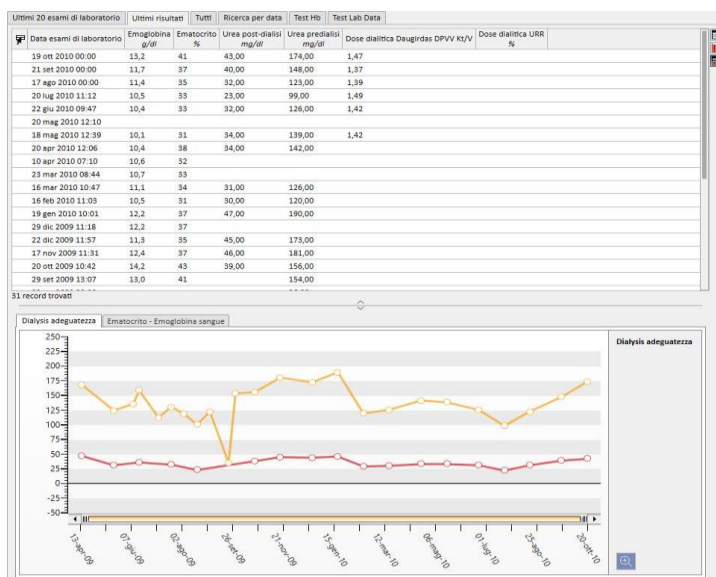 Ultimi 20 esami di laboratorio Ultimi risultati Tutti Ricerca per data Test Hb Test Lab Data
Data esami di laboratorio Emoglobina g/dl Ematocrito % Urea post-dialisi mg/dl Urea predialisi mg/dl Dose dialitica Daugirdas DPVV Kt/V Dose dialitica URR %
19 ott 2010 00:00 13,2 41 43,00 174,00 1,47
21 set 2010 00:00 11,7 37 40,00 148,00 1,37
17 ago 2010 00:00 11,4 35 32,00 123,00 1,39
20 lug 2010 11:12 10,5 33 23,00 99,00 1,49
22 giu 2010 09:47 10,4 33 32,00 126,00 1,42
20 mag 2010 12:10
18 mag 2010 12:39 10,1 31 34,00 139,00 1,42
20 apr 2010 12:06 10,4 38 34,00 142,00
10 apr 2010 07:10 10,6 32
23 mar 2010 08:44 10,7 33
16 mar 2010 10:47 11,1 34 31,00 126,00
16 feb 2010 11:03 10,5 31 30,00 120,00
19 gen 2010 10:01 12,2 37 47,00 190,00
29 dic 2009 11:18 12,2 37
22 dic 2009 11:57 11,3 35 45,00 173,00
17 nov 2009 11:31 12,4 37 46,00 181,00
20 ott 2009 10:42 14,2 43 39,00 156,00
29 set 2009 13:07 13,0 41 154,00
31 record trovati
Dialysis adeguatezza Ematocrito - Emoglobina sangue
Dialysis adeguatezza
250
225
200
175
150
125
100
75
50
25
0
-25
-50
13-apr-09 07-giu-09 02-ago-09 26-set-09 21-nov-09 15-gen-10 12-mar-10 06-mag-10 01-lug-10 25-ago-10 20-ott-10